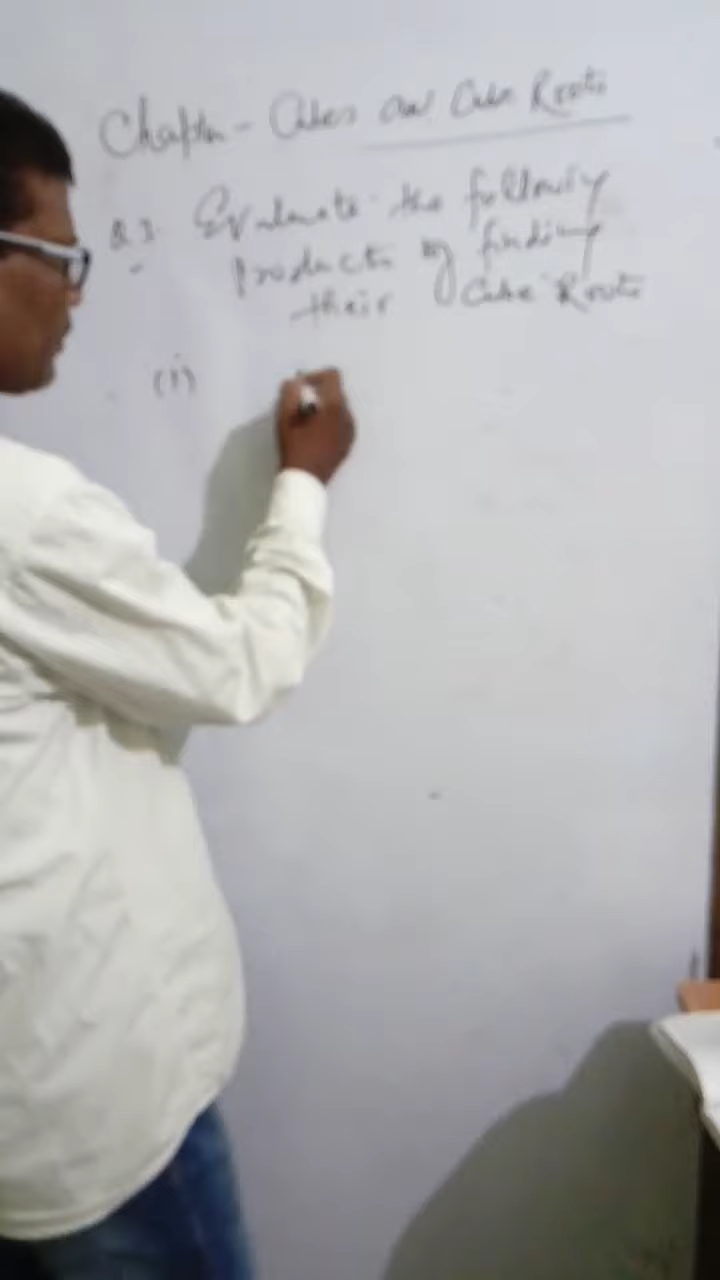 Chapter - Cubes and Cube Roots
Q.3. Evaluate the following
Products by finding
their Cube Roots
(i)